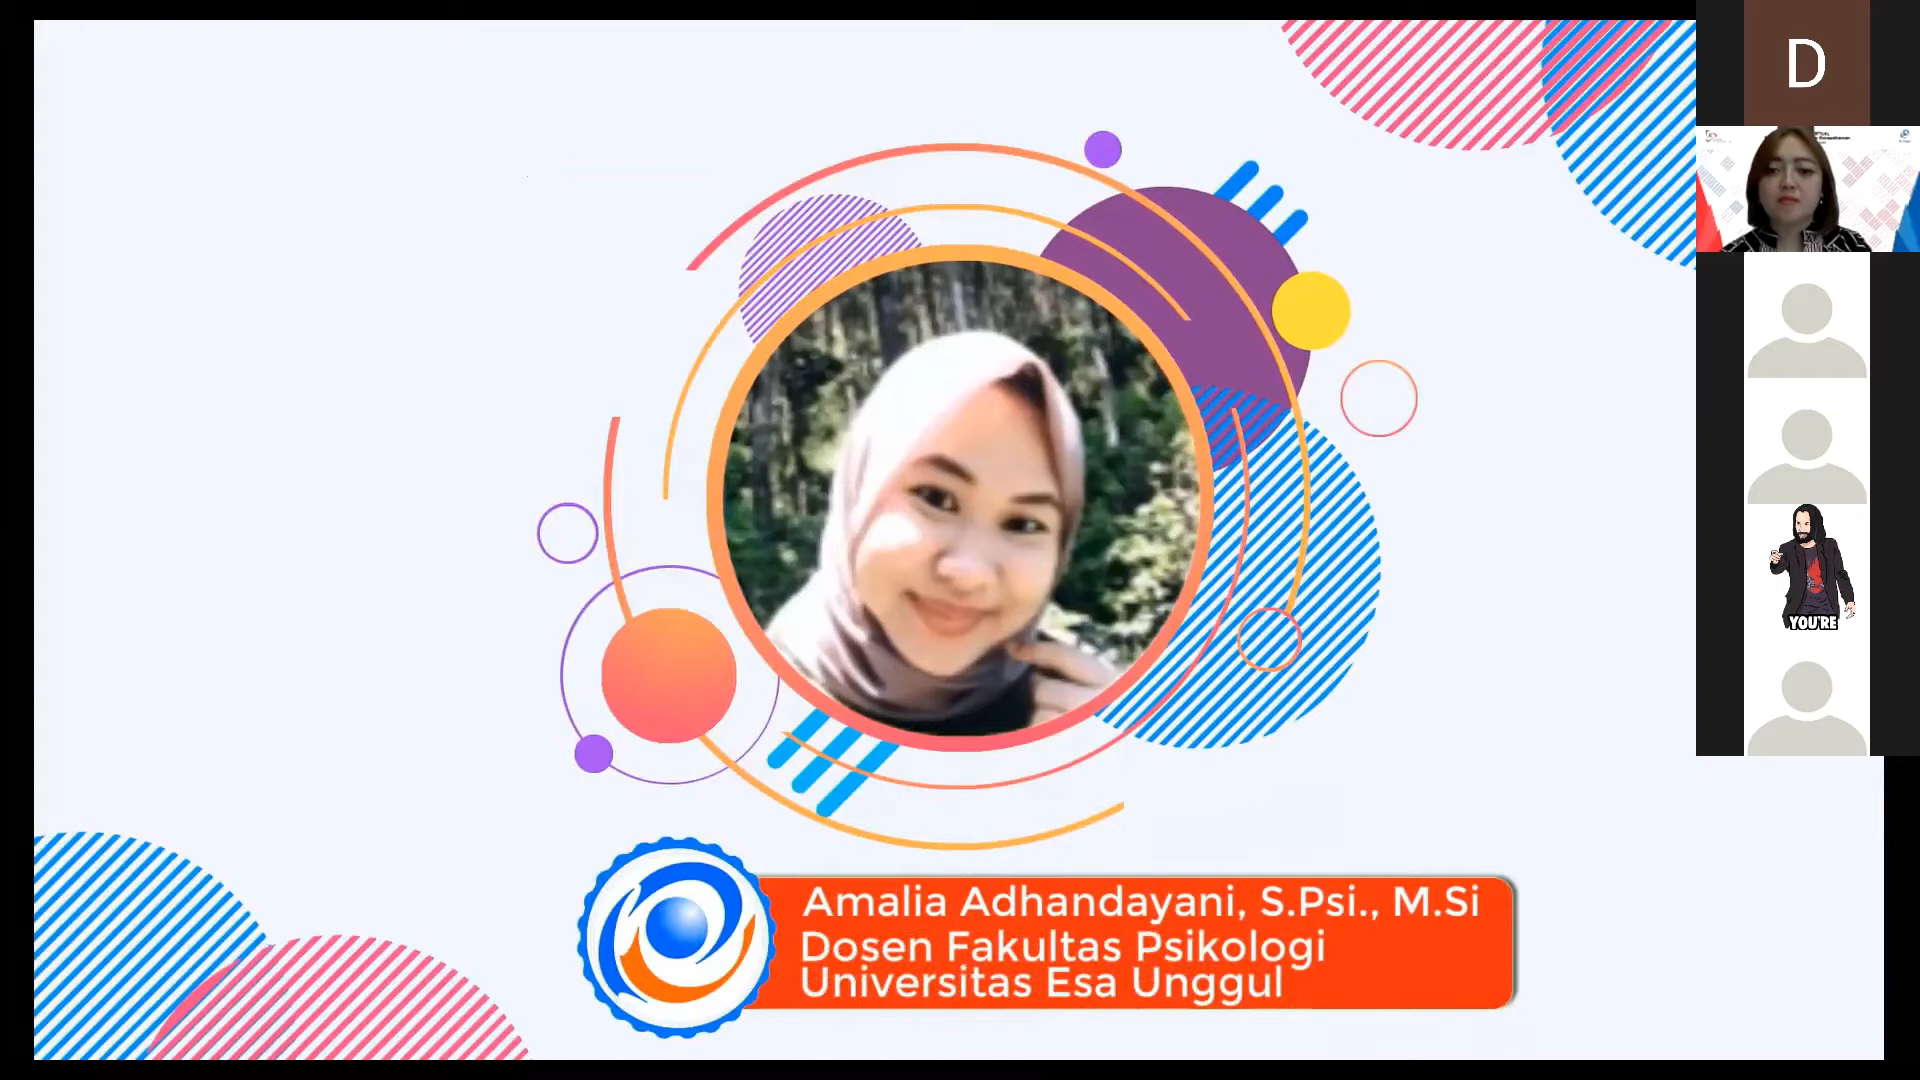 D
YOU'RE
Amalia Adhandayani, S.Psi., M.Si
Dosen Fakultas Psikologi
Universitas Esa Unggul